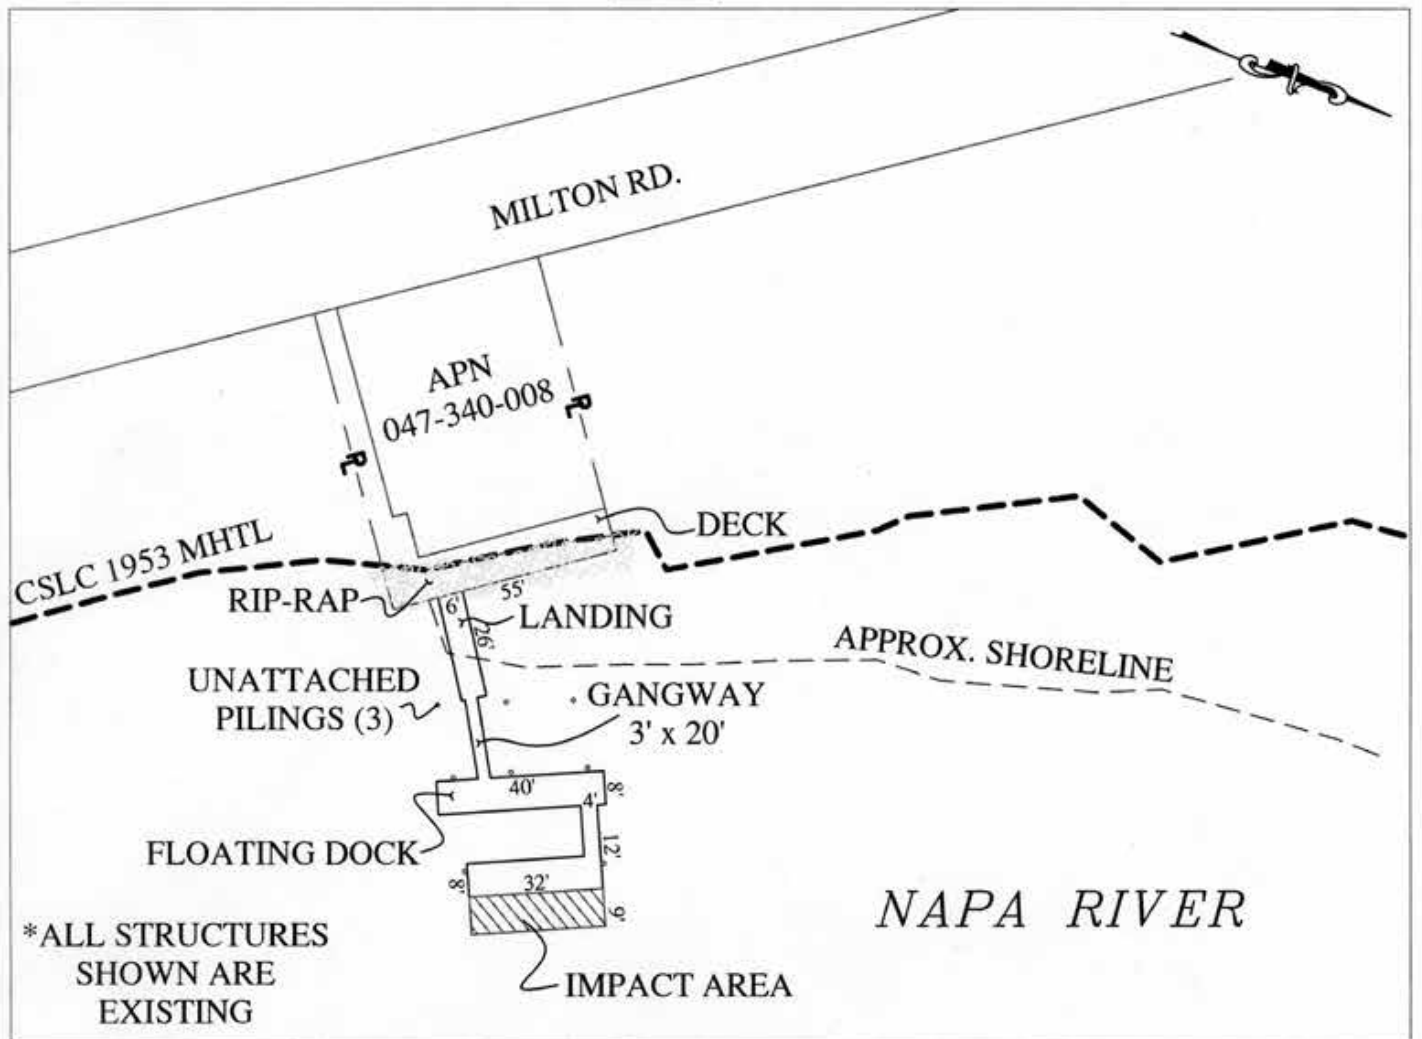 MILTON RD.
APN
047-340-008
PL
PL
DECK
CSLC 1953 MHTL
RIP-RAP
6'
55'
LANDING
26'
APPROX. SHORELINE
UNATTACHED
PILINGS (3)
GANGWAY
3' x 20'
40'
8'
4'
FLOATING DOCK
12'
8'
32'
9'
NAPA RIVER
*ALL STRUCTURES
SHOWN ARE
EXISTING
IMPACT AREA